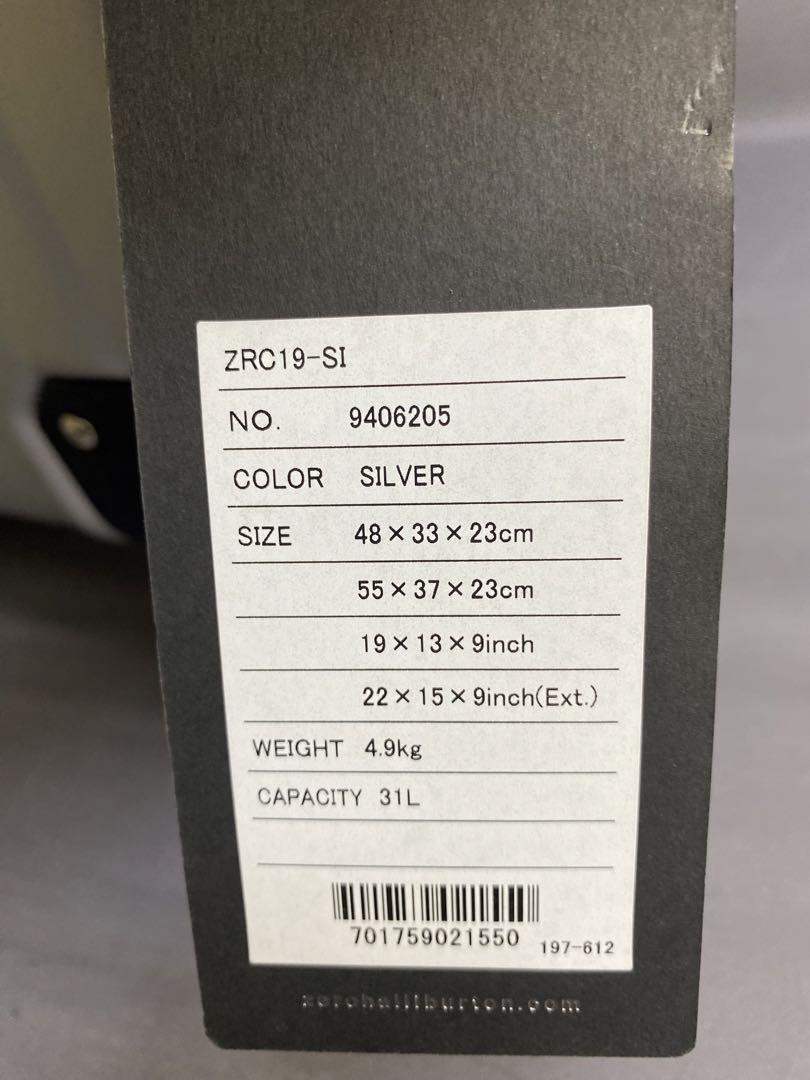 ZRC19-SI
NO. 9406205
COLOR SILVER
SIZE 48×33×23cm
55×37×23cm
19×13×9inch
22×15×9inch(Ext.)
WEIGHT 4.9kg
CAPACITY 31L
701759021550
197-612
zerohalliburton.com